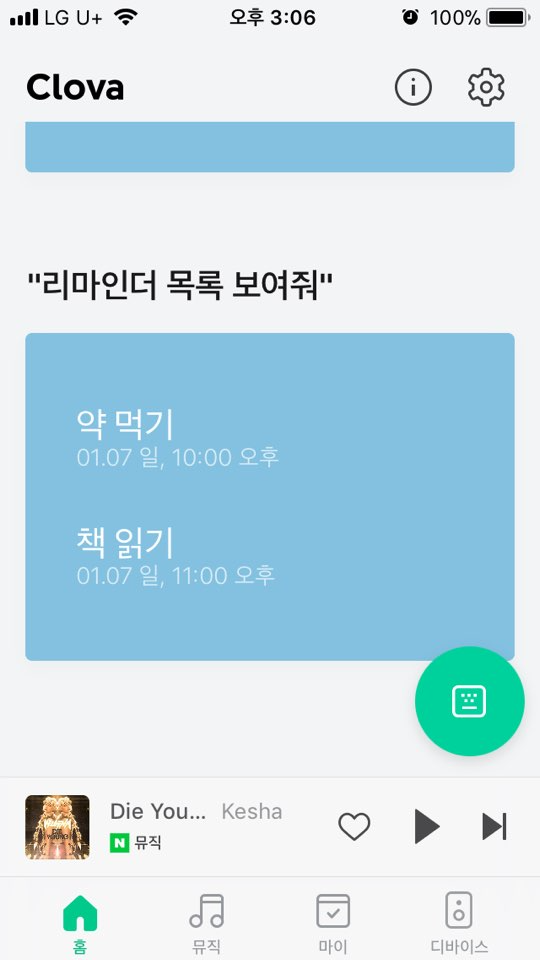 LG U+ 오후 3:06 100%
Clova
"리마인더 목록 보여줘"
약 먹기
01.07 일, 10:00 오후
책 읽기
01.07 일, 11:00 오후
Die You... Kesha
N 뮤직
홈 뮤직 마이 디바이스